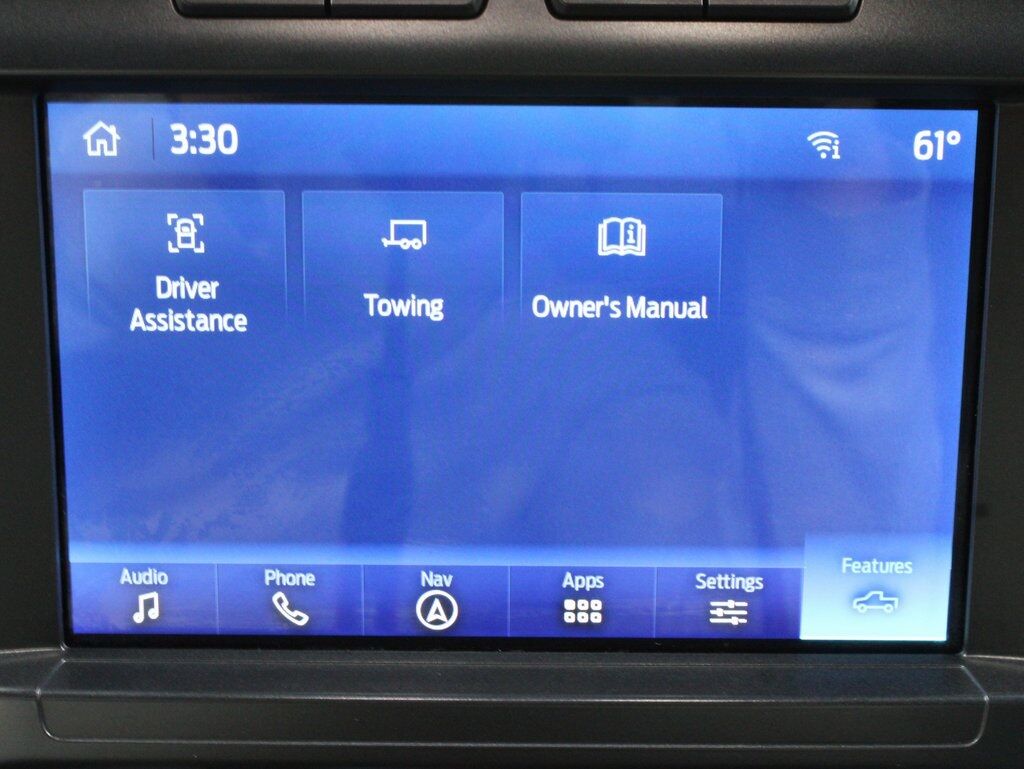 3:30
61°
Driver
Assistance
Towing
Owner's Manual
Audio
Phone
Nav
Apps
Settings
Features